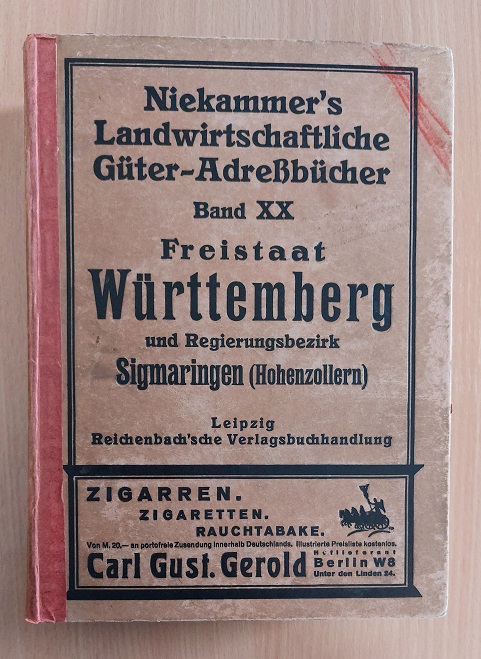 Niekammer's
Landwirtschaftliche
Güter-Adreßbücher
Band XX
Freistaat
Württemberg
und Regierungsbezirk
Sigmaringen (Hohenzollern)
Leipzig
Reichenbach'sche Verlagsbuchhandlung
ZIGARREN.
ZIGARETTEN.
RAUCHTABAKE.
Von M. 20,— an portofreie Zusendung innerhalb Deutschlands. Illustrierte Preisliste kostenlos.
Carl Gust. Gerold
Hoflieferant
Berlin W8
Unter den Linden 24.